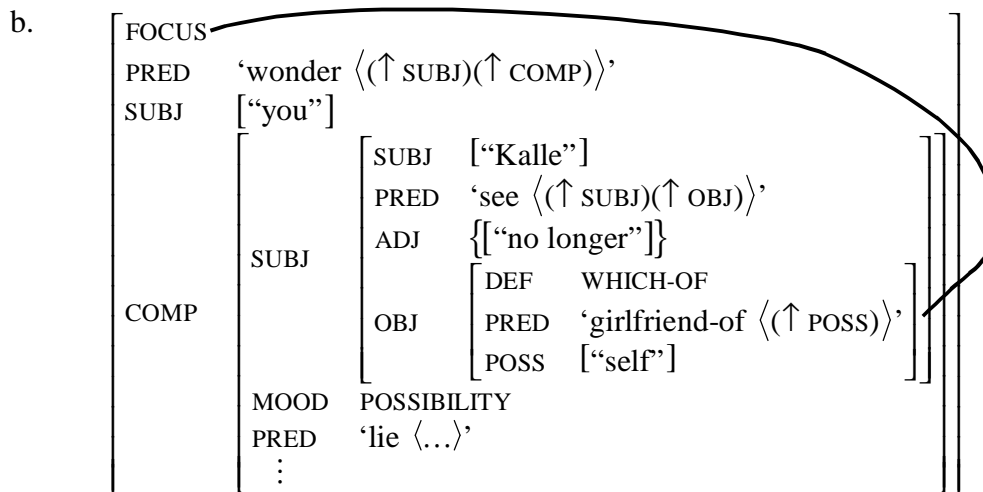 b.
FOCUS
PRED ‘wonder ⟨(↑ SUBJ)(↑ COMP)⟩’
SUBJ [“you”]
SUBJ [“Kalle”]
PRED ‘see ⟨(↑ SUBJ)(↑ OBJ)⟩’
ADJ {[“no longer”]}
SUBJ
DEF WHICH-OF
COMP OBJ PRED ‘girlfriend-of ⟨(↑ POSS)⟩’
POSS [“self”]
MOOD POSSIBILITY
PRED ‘lie ⟨…⟩’
⋮